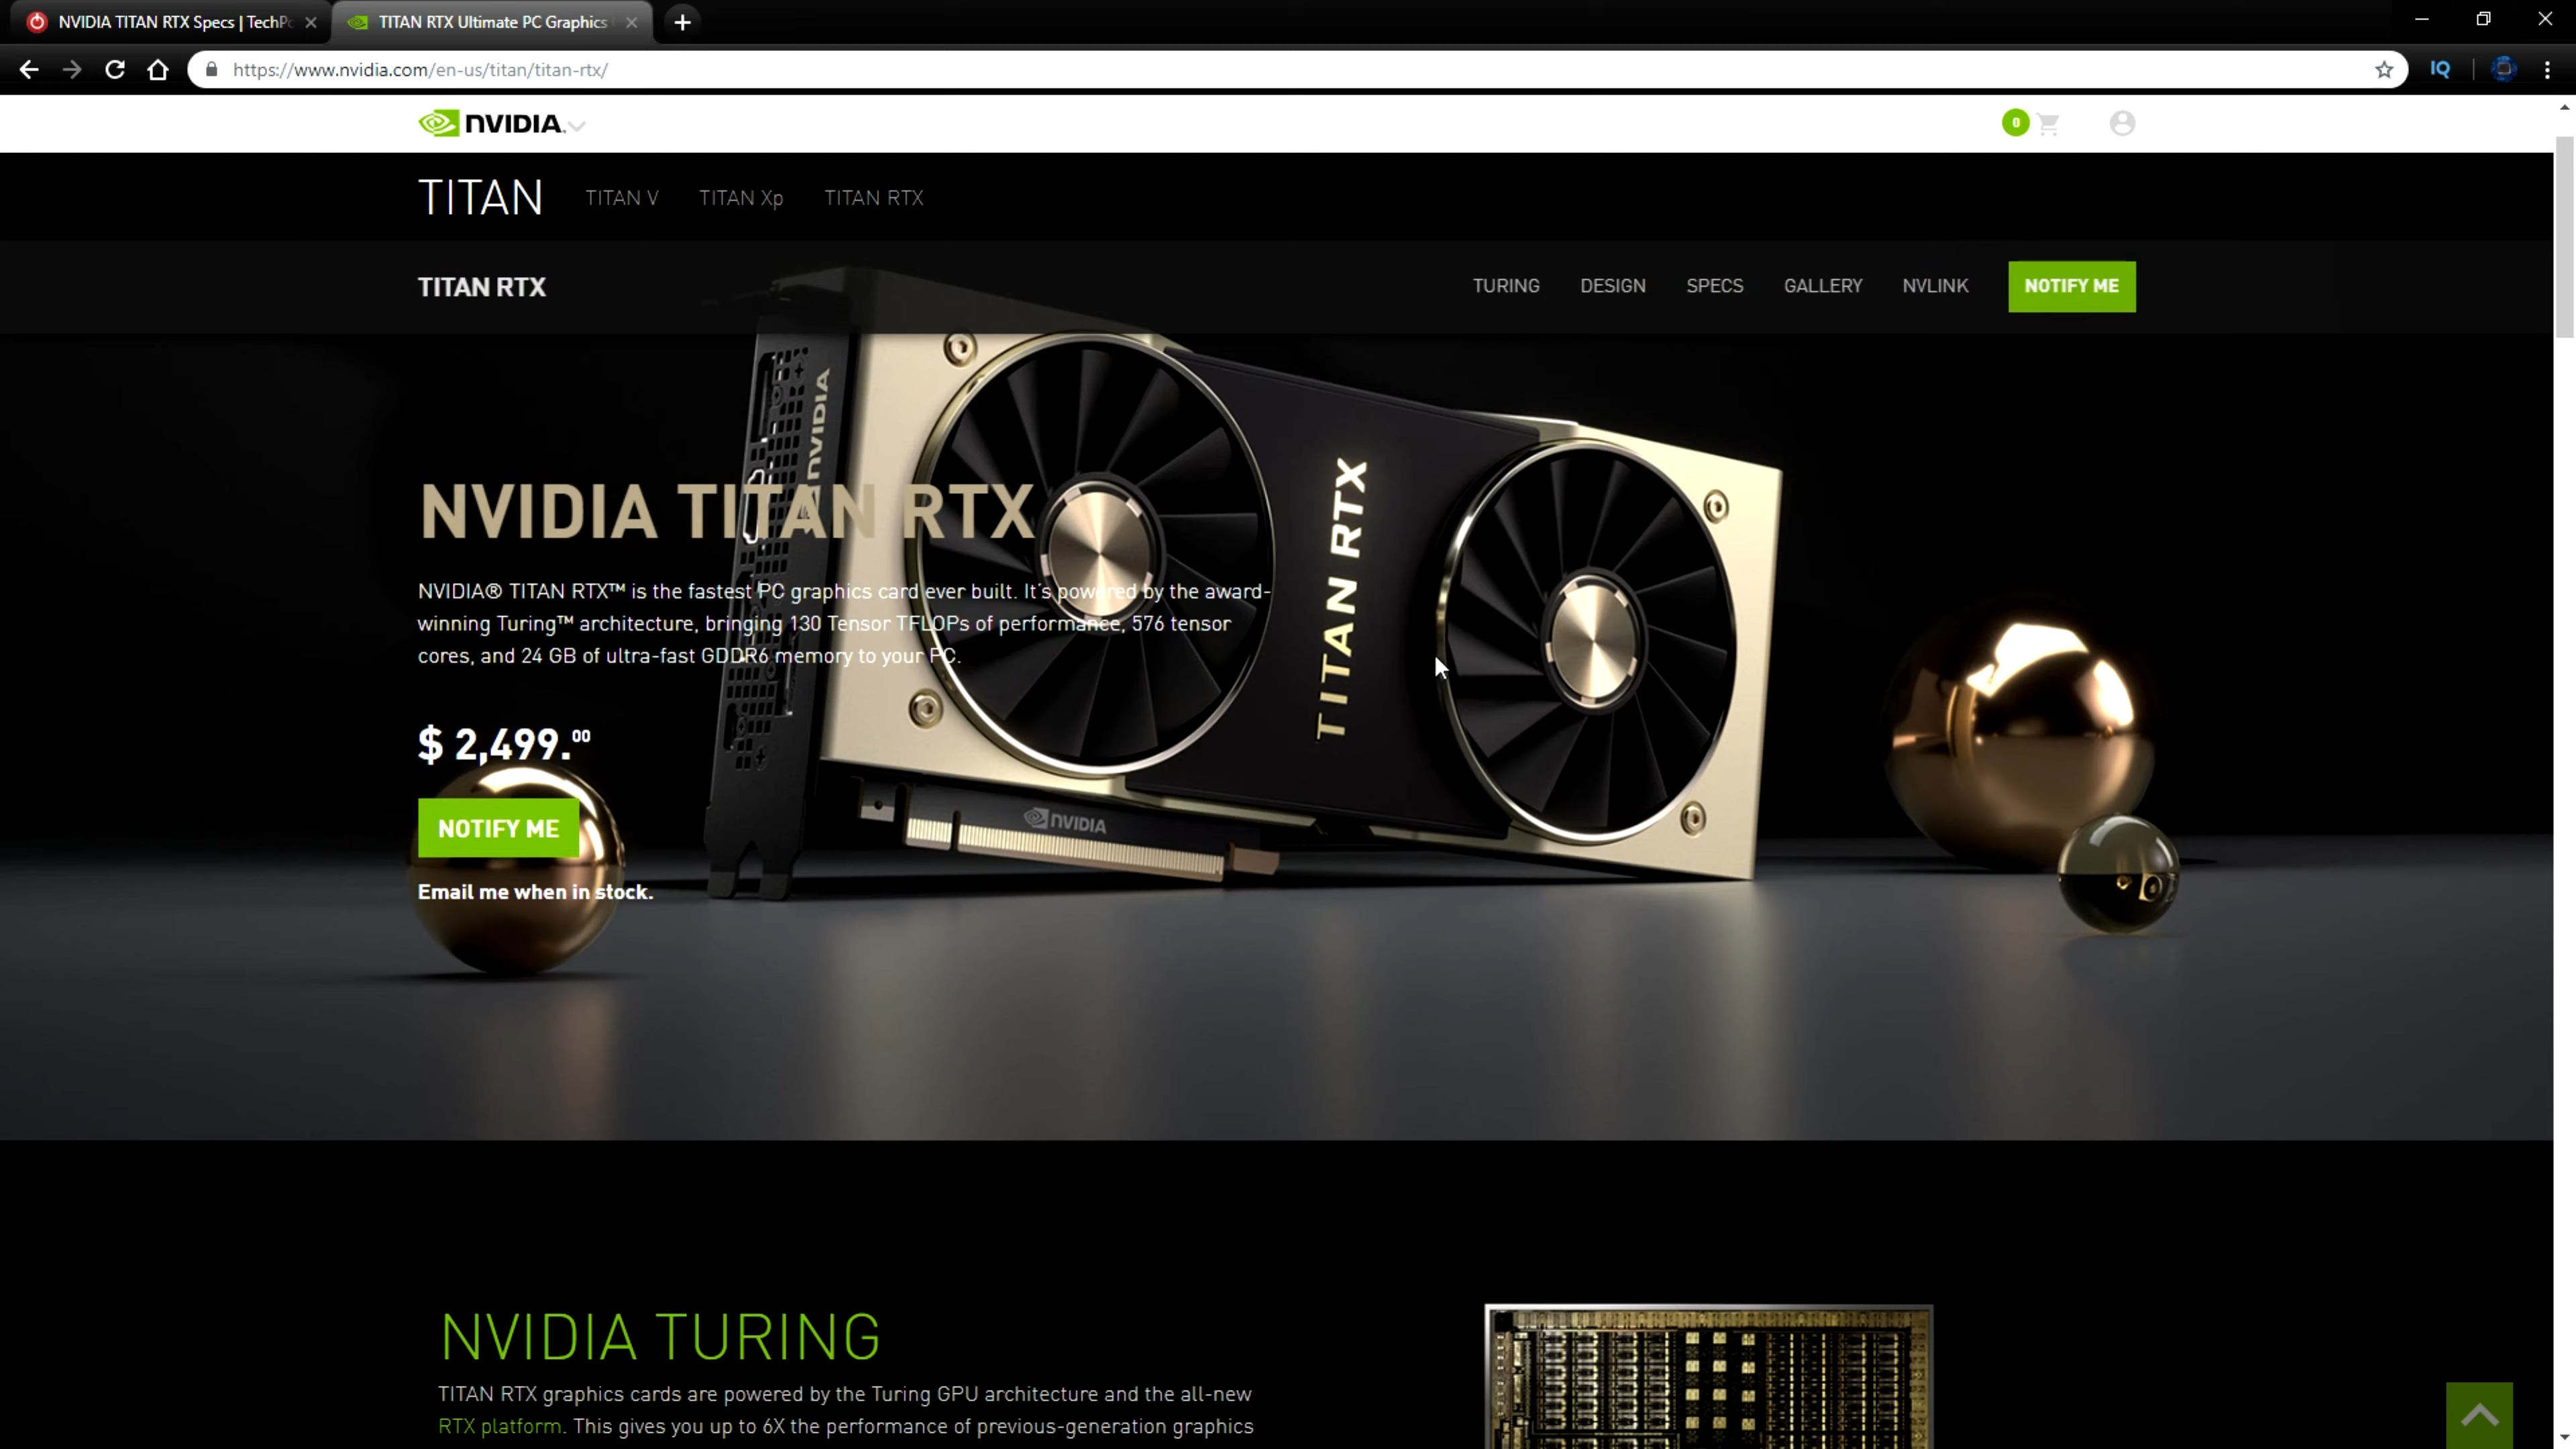 NVIDIA TITAN RTX Specs | TechP
TITAN RTX Ultimate PC Graphics
https://www.nvidia.com/en-us/titan/titan-rtx/
IQ
NVIDIA.
0
TITAN
TITAN V
TITAN Xp
TITAN RTX
TITAN RTX
TURING
DESIGN
SPECS
GALLERY
NVLINK
NOTIFY ME
NVIDIA
TITAN RTX
NVIDIA TITAN RTX
NVIDIA® TITAN RTX™ is the fastest PC graphics card ever built. It's powered by the award-
winning Turing™ architecture, bringing 130 Tensor TFLOPs of performance, 576 tensor
cores, and 24 GB of ultra-fast GDDR6 memory to your PC.
$ 2,499.00
NVIDIA
NOTIFY ME
Email me when in stock.
NVIDIA TURING
TITAN RTX graphics cards are powered by the Turing GPU architecture and the all-new
RTX platform. This gives you up to 6X the performance of previous-generation graphics